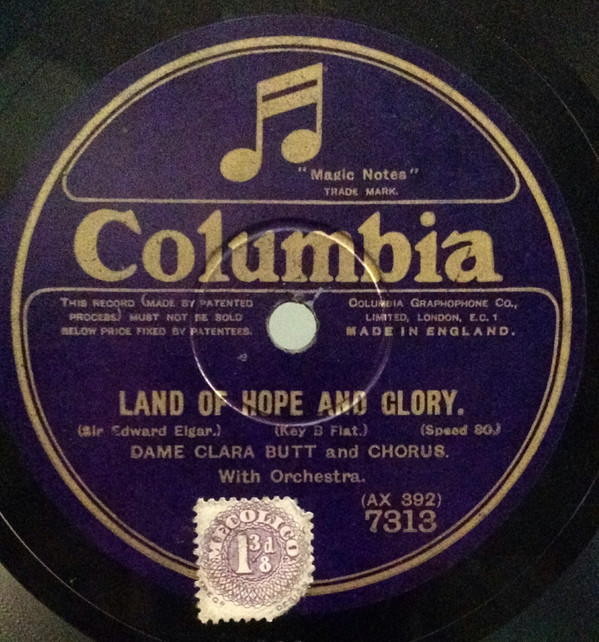 "Magic Notes"
TRADE MARK.
Columbia
THIS RECORD (MADE BY PATENTED
PROCESS) MUST NOT BE SOLD
BELOW PRICE FIXED BY PATENTEES.
COLUMBIA GRAPHOPHONE CO.,
LIMITED, LONDON, E.C. 1
MADE IN ENGLAND.
LAND OF HOPE AND GLORY.
(Sir Edward Elgar.) (Key B Flat.) (Speed 80.)
DAME CLARA BUTT and CHORUS.
With Orchestra.
(AX 392)
7313
MECOLICO
1 3/8 d